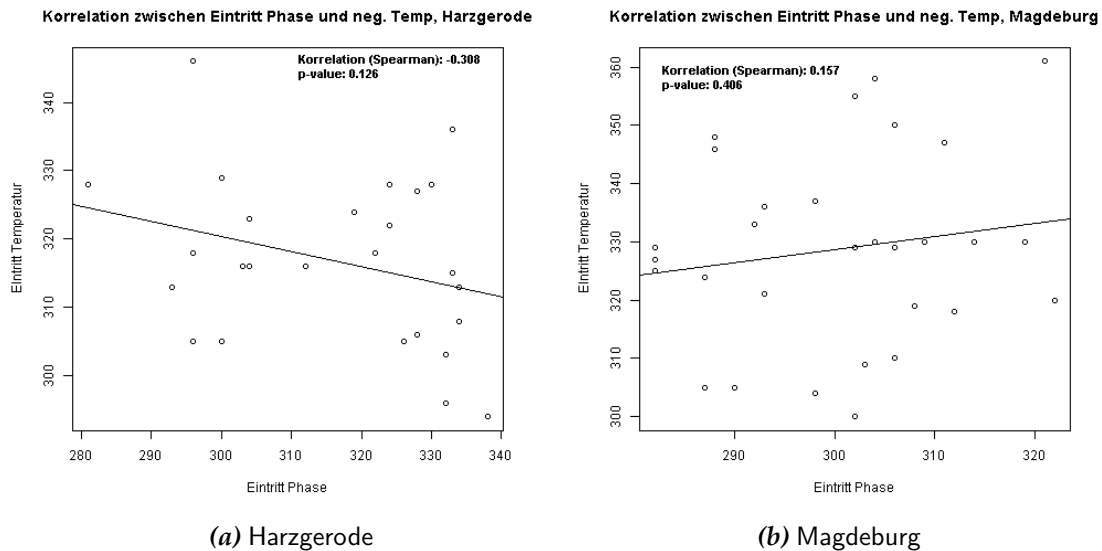 Korrelation zwischen Eintritt Phase und neg. Temp, Harzgerode
Korrelation (Spearman): -0.308
p-value: 0.126
EIntritt Temperatur
340
330
320
310
300
280 290 300 310 320 330 340
Eintritt Phase
(a) Harzgerode
Korrelation zwischen Eintritt Phase und neg. Temp, Magdeburg
Korrelation (Spearman): 0.157
p-value: 0.406
EIntritt Temperatur
360
350
340
330
320
310
300
290 300 310 320
Eintritt Phase
(b) Magdeburg